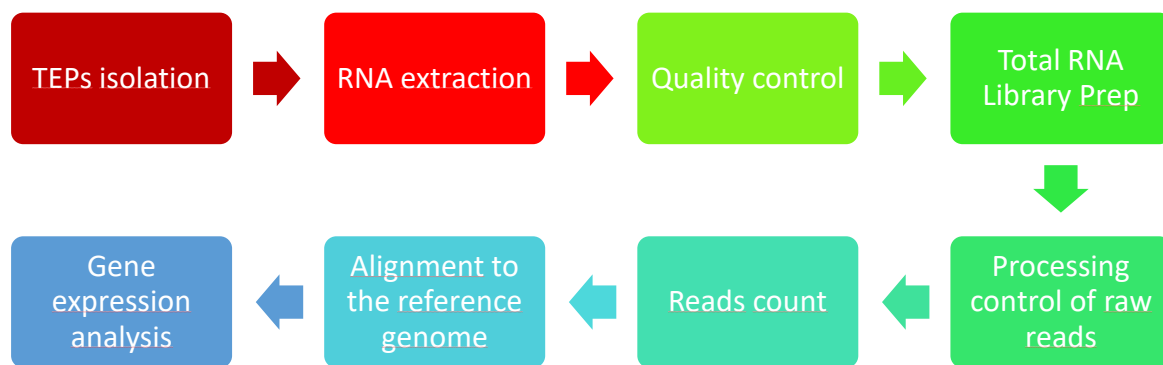 TEPs isolation
RNA extraction
Quality control
Total RNA
Library Prep
Processing
control of raw
reads
Reads count
Alignment to
the reference
genome
Gene
expression
analysis